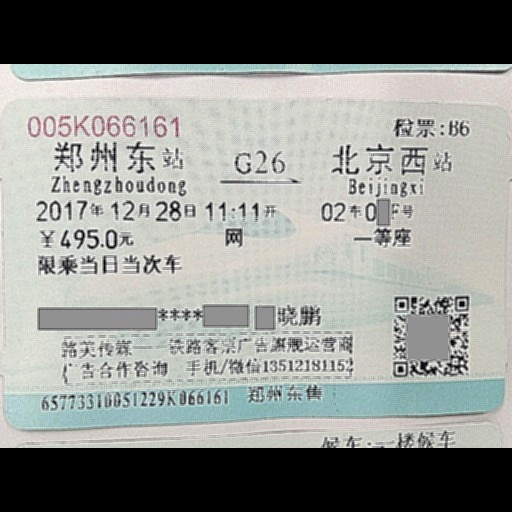 005K066161 检票:B6
郑州东站 G26 北京西站
Zhengzhoudong Beijingxi
2017年12月28日11:11开 02车0 F号
￥495.0元 网 一等座
限乘当日当次车
**** 晓鹏
路美传媒——铁路客票广告旗舰运营商
广告合作咨询 手机/微信13512181152
65773310051229K066161 郑州东售
候车:一楼候车